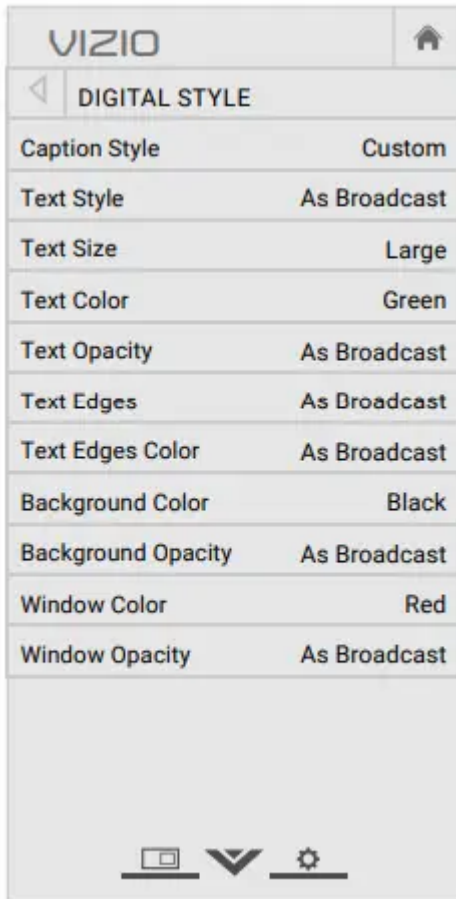 VIZIO
DIGITAL STYLE
Caption Style Custom
Text Style As Broadcast
Text Size Large
Text Color Green
Text Opacity As Broadcast
Text Edges As Broadcast
Text Edges Color As Broadcast
Background Color Black
Background Opacity As Broadcast
Window Color Red
Window Opacity As Broadcast